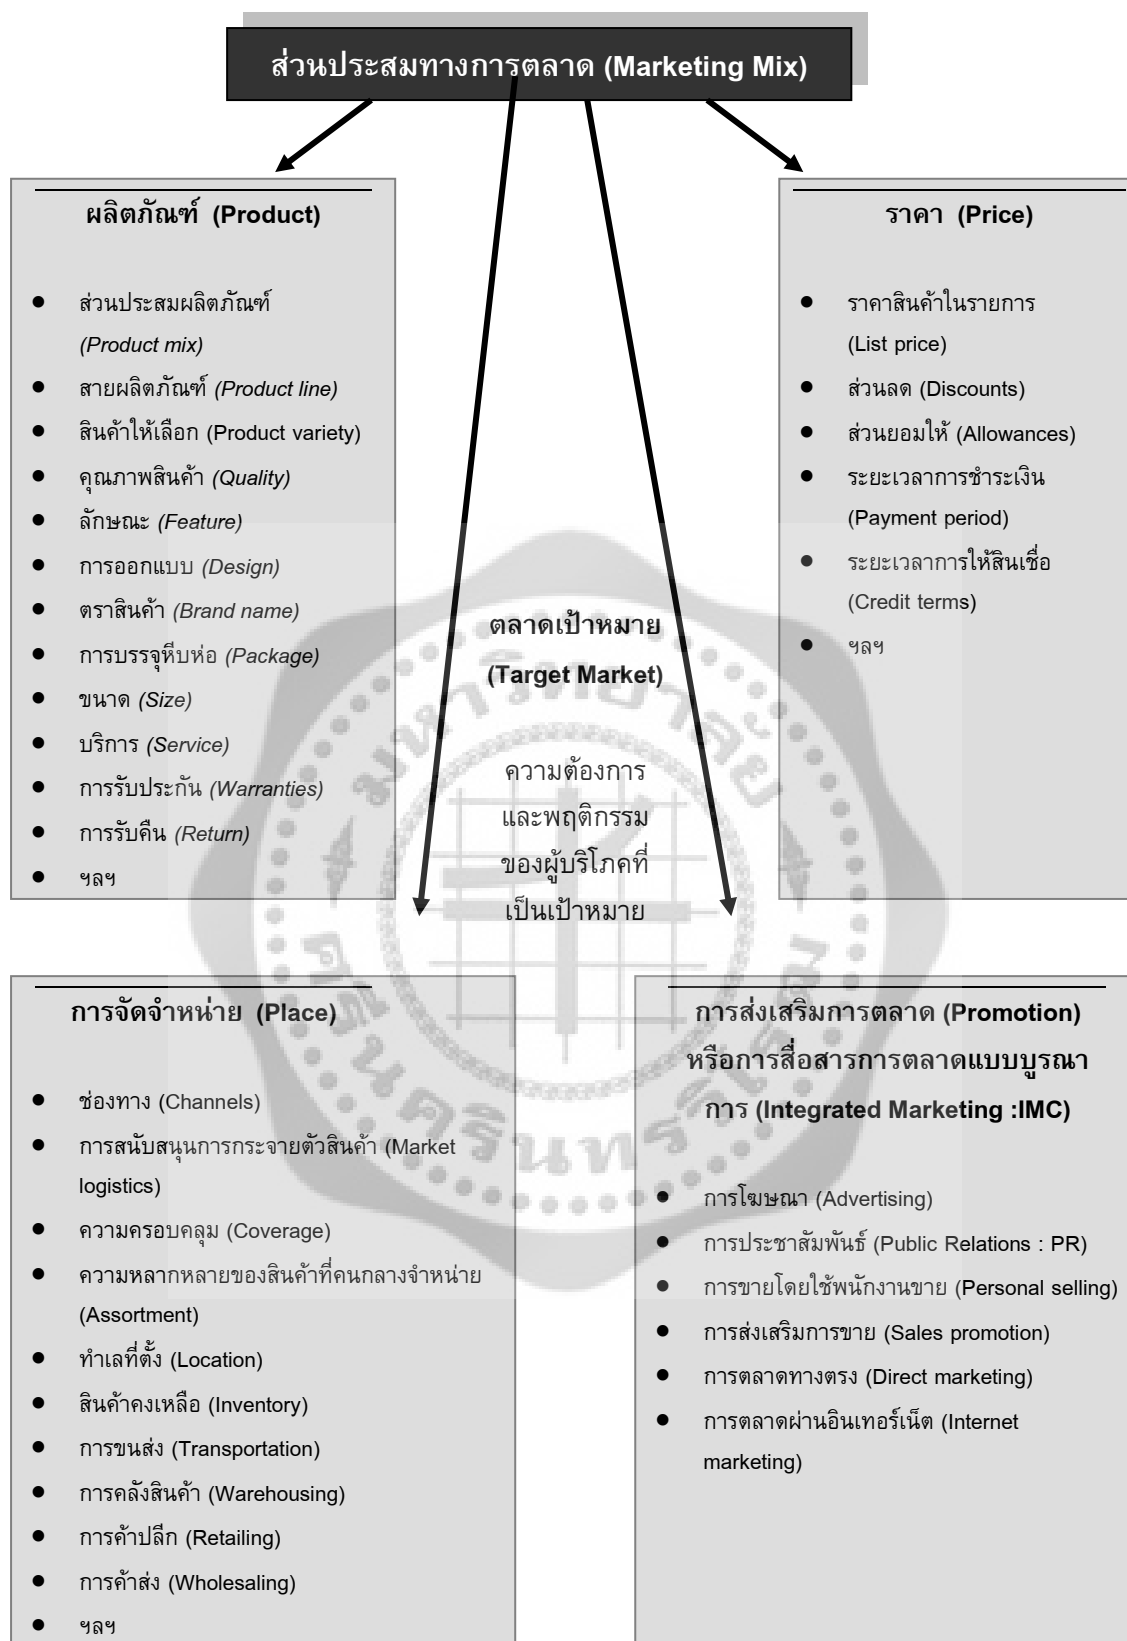 ส่วนประสมทางการตลาด (Marketing Mix)
ผลิตภัณฑ์ (Product)
● ส่วนประสมผลิตภัณฑ์
(Product mix)
● สายผลิตภัณฑ์ (Product line)
● สินค้าให้เลือก (Product variety)
● คุณภาพสินค้า (Quality)
● ลักษณะ (Feature)
● การออกแบบ (Design)
● ตราสินค้า (Brand name)
● การบรรจุหีบห่อ (Package)
● ขนาด (Size)
● บริการ (Service)
● การรับประกัน (Warranties)
● การรับคืน (Return)
● ฯลฯ
ราคา (Price)
● ราคาสินค้าในรายการ
(List price)
● ส่วนลด (Discounts)
● ส่วนยอมให้ (Allowances)
● ระยะเวลาการชำระเงิน
(Payment period)
● ระยะเวลาการให้สินเชื่อ
(Credit terms)
● ฯลฯ
ตลาดเป้าหมาย
(Target Market)
ความต้องการ
และพฤติกรรม
ของผู้บริโภคที่
เป็นเป้าหมาย
มหาวิทยาลัย
ศรีนครินทรวิโรฒ
การจัดจำหน่าย (Place)
● ช่องทาง (Channels)
● การสนับสนุนการกระจายตัวสินค้า (Market
logistics)
● ความครอบคลุม (Coverage)
● ความหลากหลายของสินค้าที่คนกลางจำหน่าย
(Assortment)
● ทำเลที่ตั้ง (Location)
● สินค้าคงเหลือ (Inventory)
● การขนส่ง (Transportation)
● การคลังสินค้า (Warehousing)
● การค้าปลีก (Retailing)
● การค้าส่ง (Wholesaling)
● ฯลฯ
การส่งเสริมการตลาด (Promotion)
หรือการสื่อสารการตลาดแบบบูรณา
การ (Integrated Marketing :IMC)
● การโฆษณา (Advertising)
● การประชาสัมพันธ์ (Public Relations : PR)
● การขายโดยใช้พนักงานขาย (Personal selling)
● การส่งเสริมการขาย (Sales promotion)
● การตลาดทางตรง (Direct marketing)
● การตลาดผ่านอินเทอร์เน็ต (Internet
marketing)